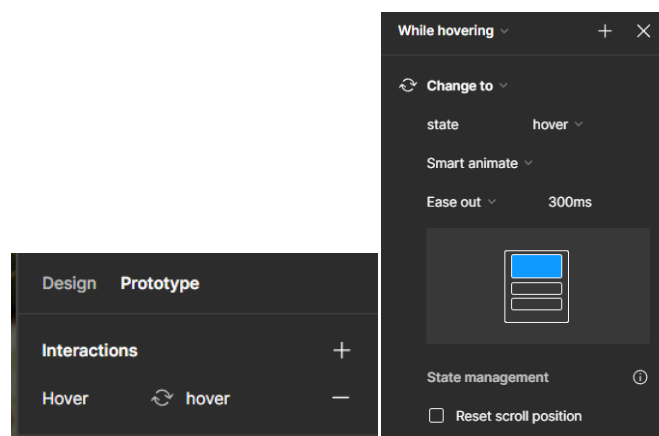 Design Prototype
Interactions
Hover hover
While hovering
Change to
state hover
Smart animate
Ease out 300ms
State management
Reset scroll position